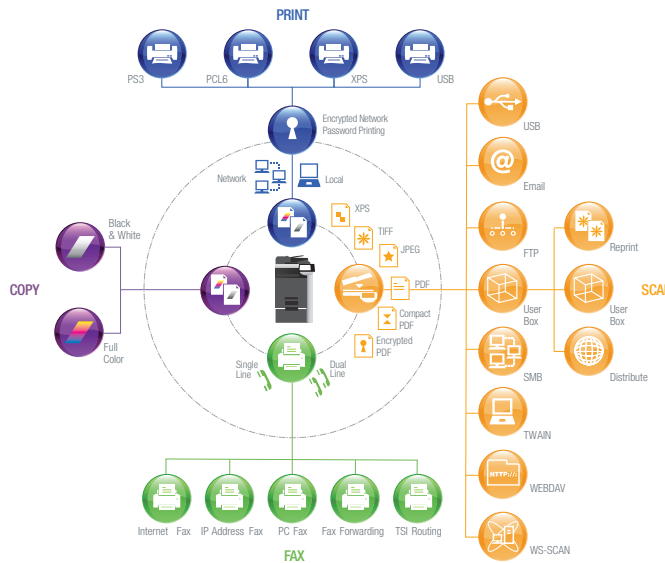 PRINT
PS3
PCL6
XPS
USB
Encrypted Network
Password Printing
Network
Local
Black
& White
COPY
Full
Color
XPS
TIFF
JPEG
PDF
Compact
PDF
Encrypted
PDF
Single
Line
Dual
Line
USB
@
Email
FTP
Reprint
User
Box
User
Box
SCAN
SMB
Distribute
TWAIN
HTTP://:
WEBDAV
WS-SCAN
Internet Fax
IP Address Fax
PC Fax
Fax Forwarding
TSI Routing
FAX